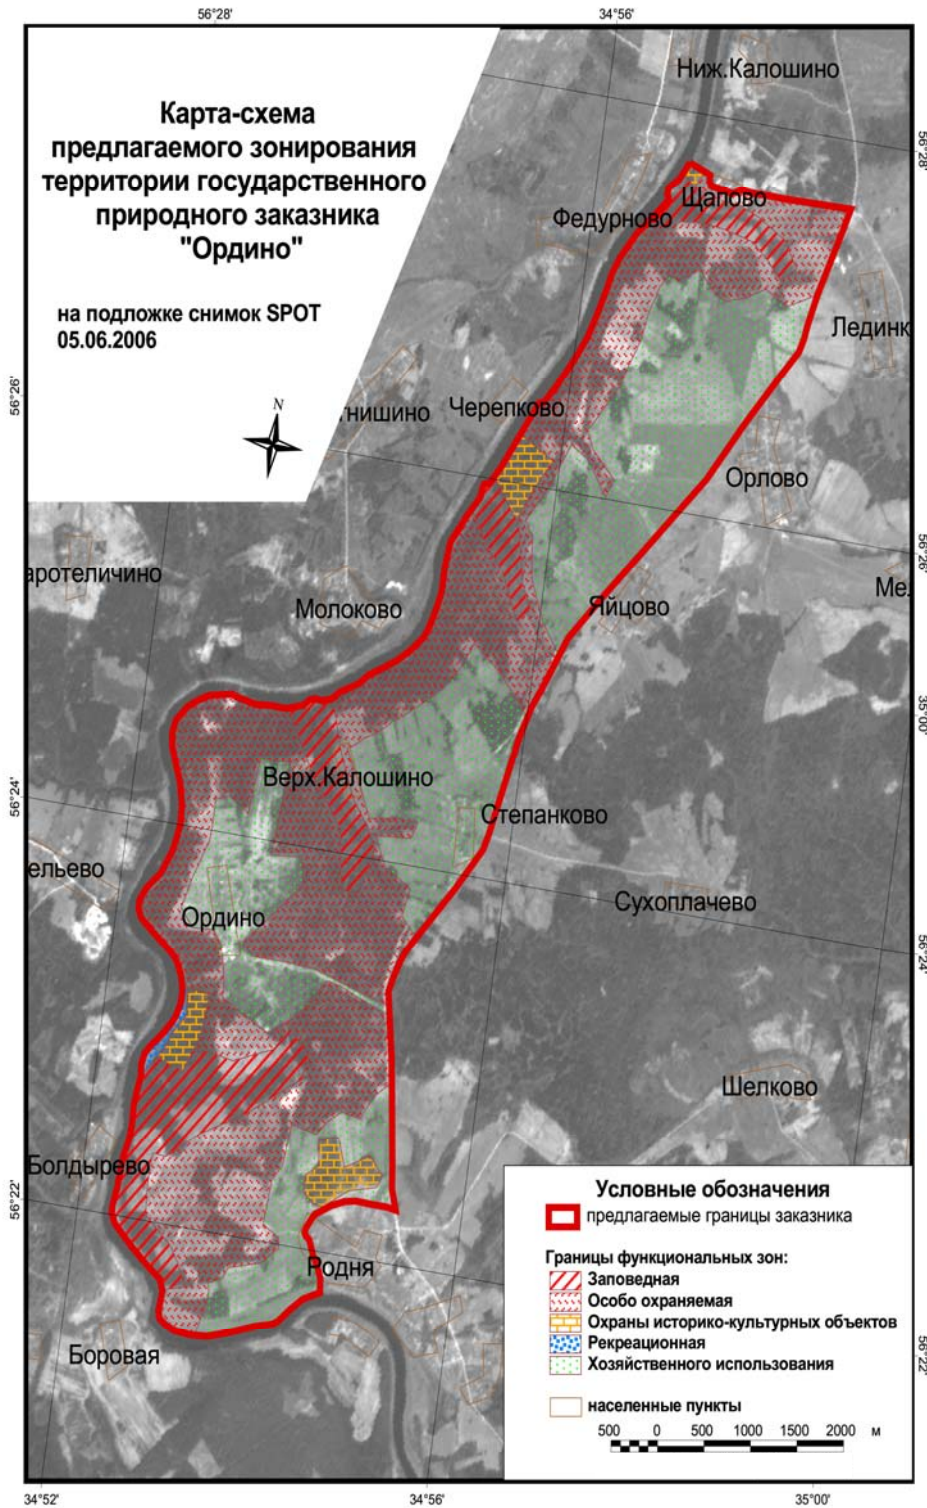 56°28'
34°56'
Ниж.Калошино
Карта-схема
предлагаемого зонирования
территории государственного
природного заказника
"Ордино"
на подложке снимок SPOT
05.06.2006
56°28'
Щапово
Федурново
Лединк
N
56°26'
гнишино
Черепково
Орлово
аротеличино
56°26'
Ме
Молоково
Яйцово
35°00'
Верх.Калошино
56°24'
Степанково
ельево
Сухоплачево
Ордино
56°24'
Шелково
Болдырево
56°22'
Родня
Боровая
Условные обозначения
предлагаемые границы заказника
Границы функциональных зон:
Заповедная
Особо охраняемая
Охраны историко-культурных объектов
Рекреационная
Хозяйственного использования
населенные пункты
500 0 500 1000 1500 2000 м
56°22'
34°52'
34°56'
35°00'